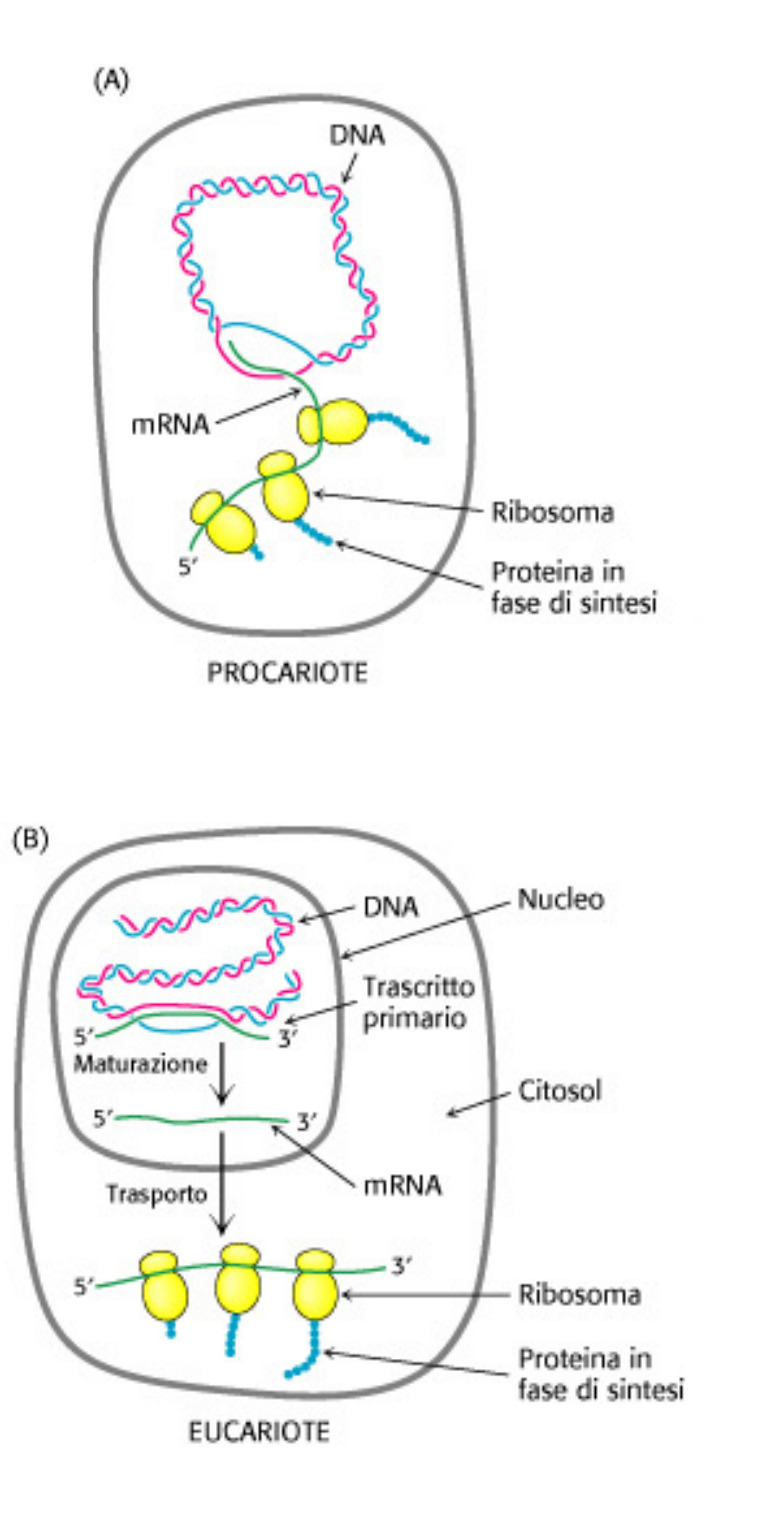 (A)
DNA
mRNA
Ribosoma
5′
Proteina in
fase di sintesi
PROCARIOTE
(B)
DNA
Nucleo
Trascritto
primario
5′
3′
Maturazione
Citosol
5′
3′
mRNA
Trasporto
3′
5′
Ribosoma
Proteina in
fase di sintesi
EUCARIOTE